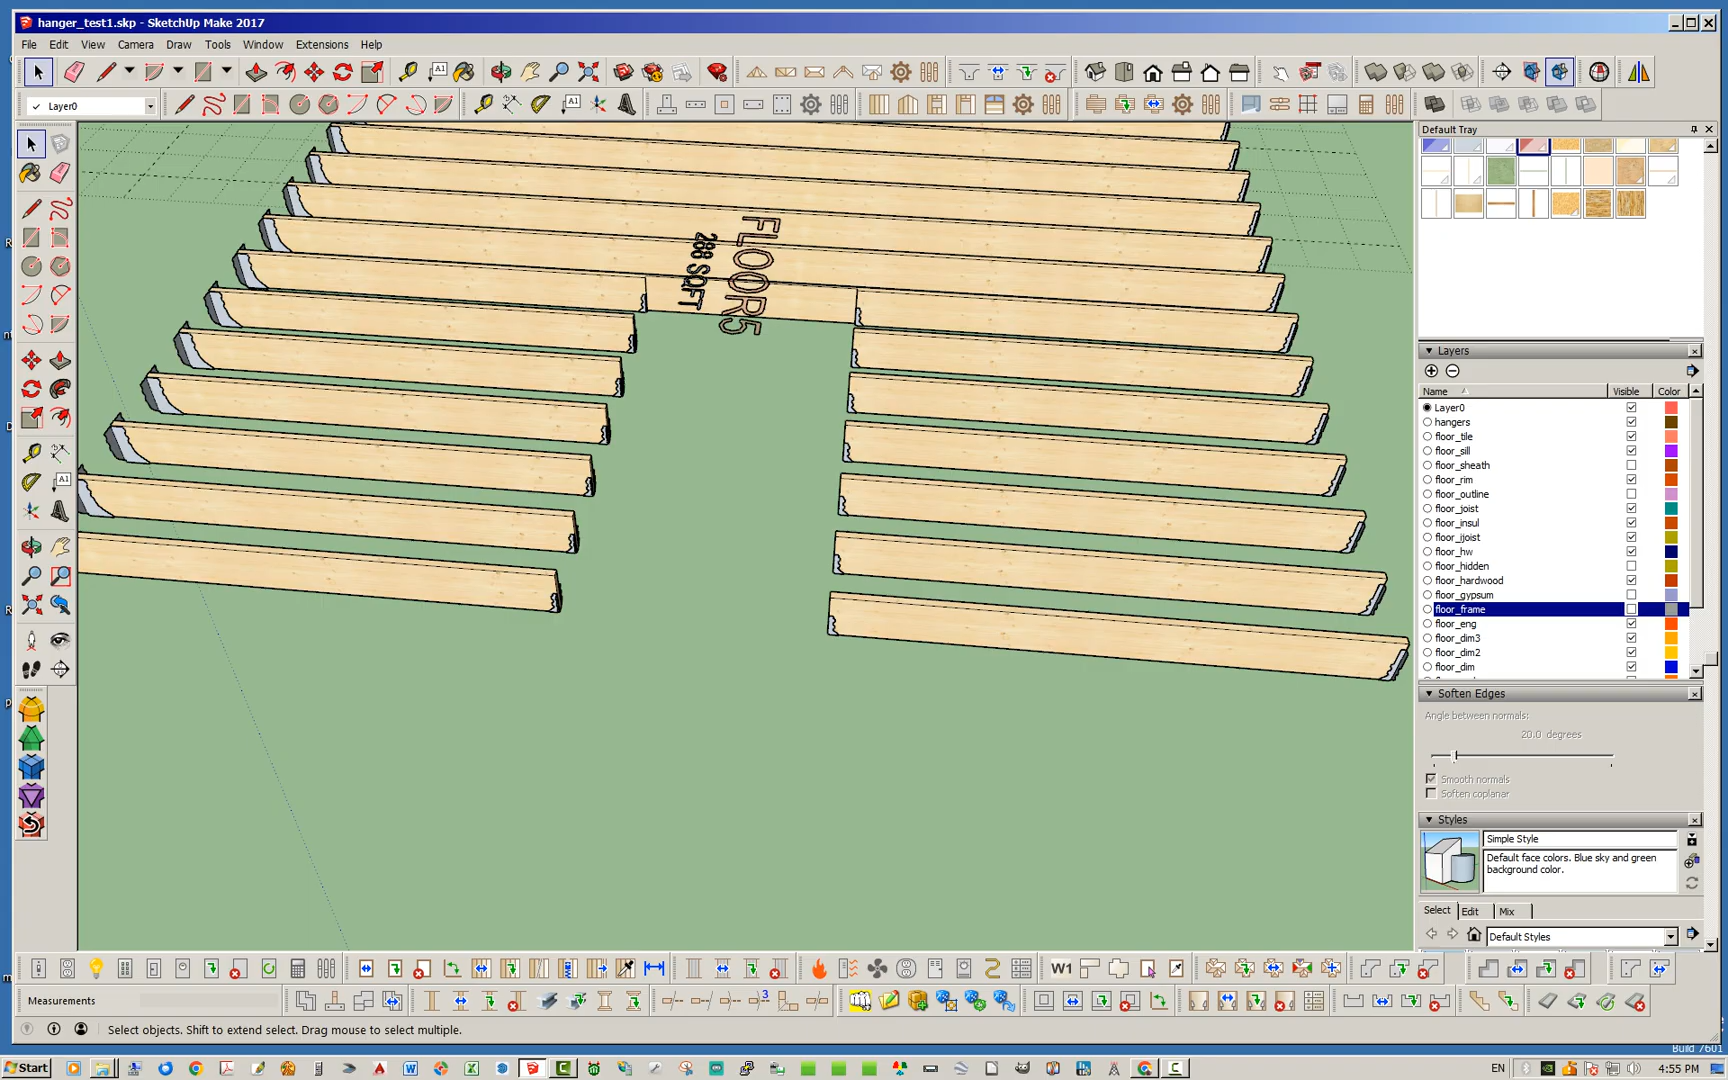 hanger_test1.skp - SketchUp Make 2017
File Edit View Camera Draw Tools Window Extensions Help
Layer0
W1
3
FLOOR5
288 SQFT
Default Tray
Layers
Name Visible Color
Layer0
hangers
floor_tile
floor_sill
floor_sheath
floor_rim
floor_outline
floor_joist
floor_insul
floor_ijoist
floor_hw
floor_hidden
floor_hardwood
floor_gypsum
floor_frame
floor_eng
floor_dim3
floor_dim2
floor_dim
Soften Edges
Angle between normals:
20.0 degrees
Smooth normals
Soften coplanar
Styles
Simple Style
Default face colors. Blue sky and green
background color.
Select Edit Mix
Default Styles
Measurements
Select objects. Shift to extend select. Drag mouse to select multiple.
Build 7601
Start
EN
4:55 PM